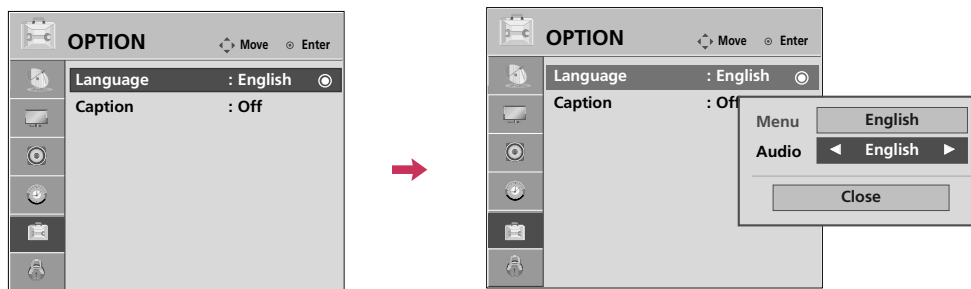 OPTION Move Enter
Language : English
Caption : Off
OPTION Move Enter
Language : English
Caption : Off
Menu English
Audio ◄ English ►
Close